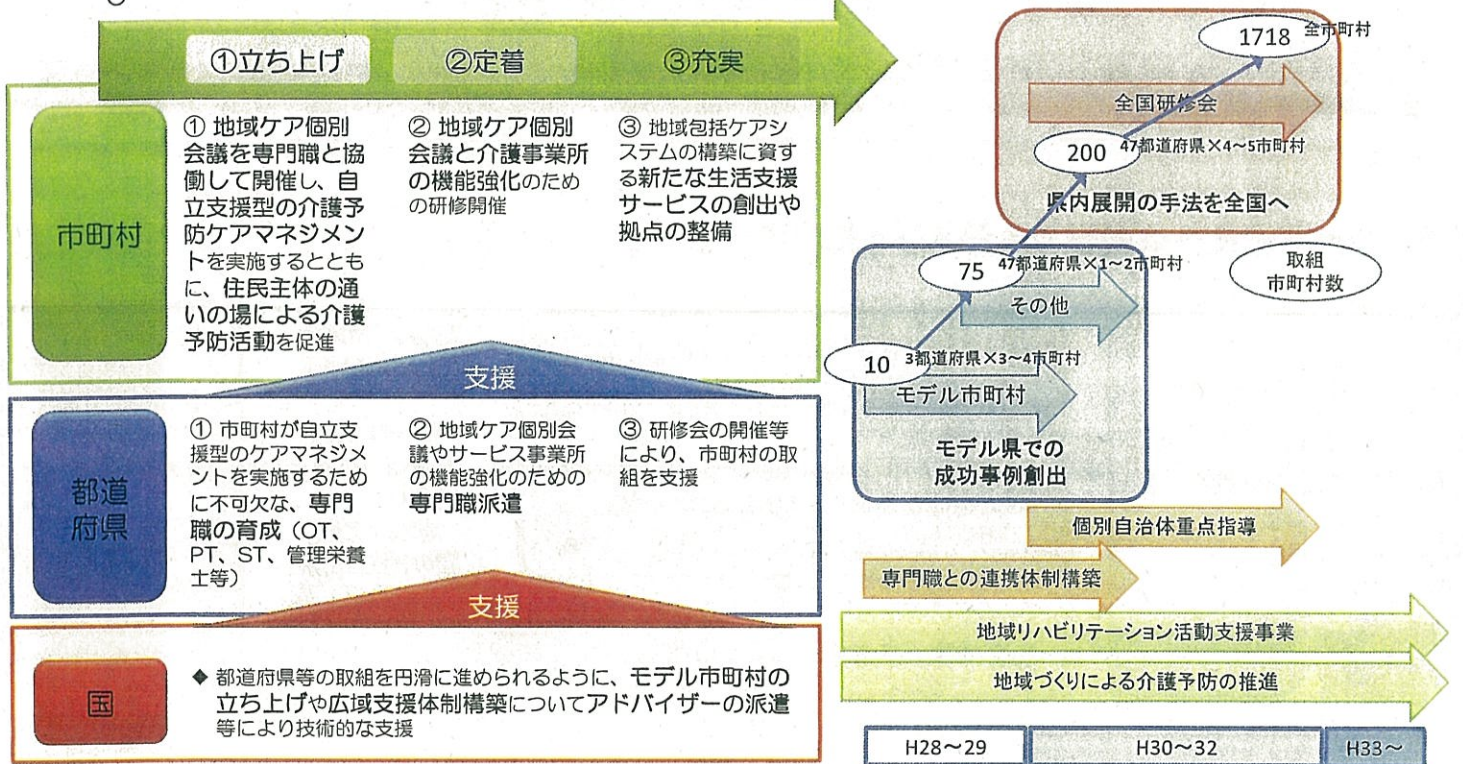 ①立ち上げ
②定着
③充実
市町村
① 地域ケア個別
会議を専門職と協
働して開催し、自
立支援型の介護予
防ケアマネジメン
トを実施するととも
に、住民主体の通
いの場による介護
予防活動を促進
② 地域ケア個別
会議と介護事業所
の機能強化のため
の研修開催
③ 地域包括ケアシ
ステムの構築に資す
る新たな生活支援
サービスの創出や
拠点の整備
支援
都道
府県
① 市町村が自立支
援型のケアマネジメ
ントを実施するため
に不可欠な、専門
職の育成（OT、
PT、ST、管理栄養
士等）
② 地域ケア個別会
議やサービス事業所
の機能強化のための
専門職派遣
③ 研修会の開催等
により、市町村の取
組を支援
支援
国
◆ 都道府県等の取組を円滑に進められるように、モデル市町村の
立ち上げや広域支援体制構築についてアドバイザーの派遣
等により技術的な支援
1718 全市町村
全国研修会
200 47都道府県×4～5市町村
県内展開の手法を全国へ
75 47都道府県×1～2市町村
取組
市町村数
その他
10 3都道府県×3～4市町村
モデル市町村
モデル県での
成功事例創出
個別自治体重点指導
専門職との連携体制構築
地域リハビリテーション活動支援事業
地域づくりによる介護予防の推進
H28～29
H30～32
H33～